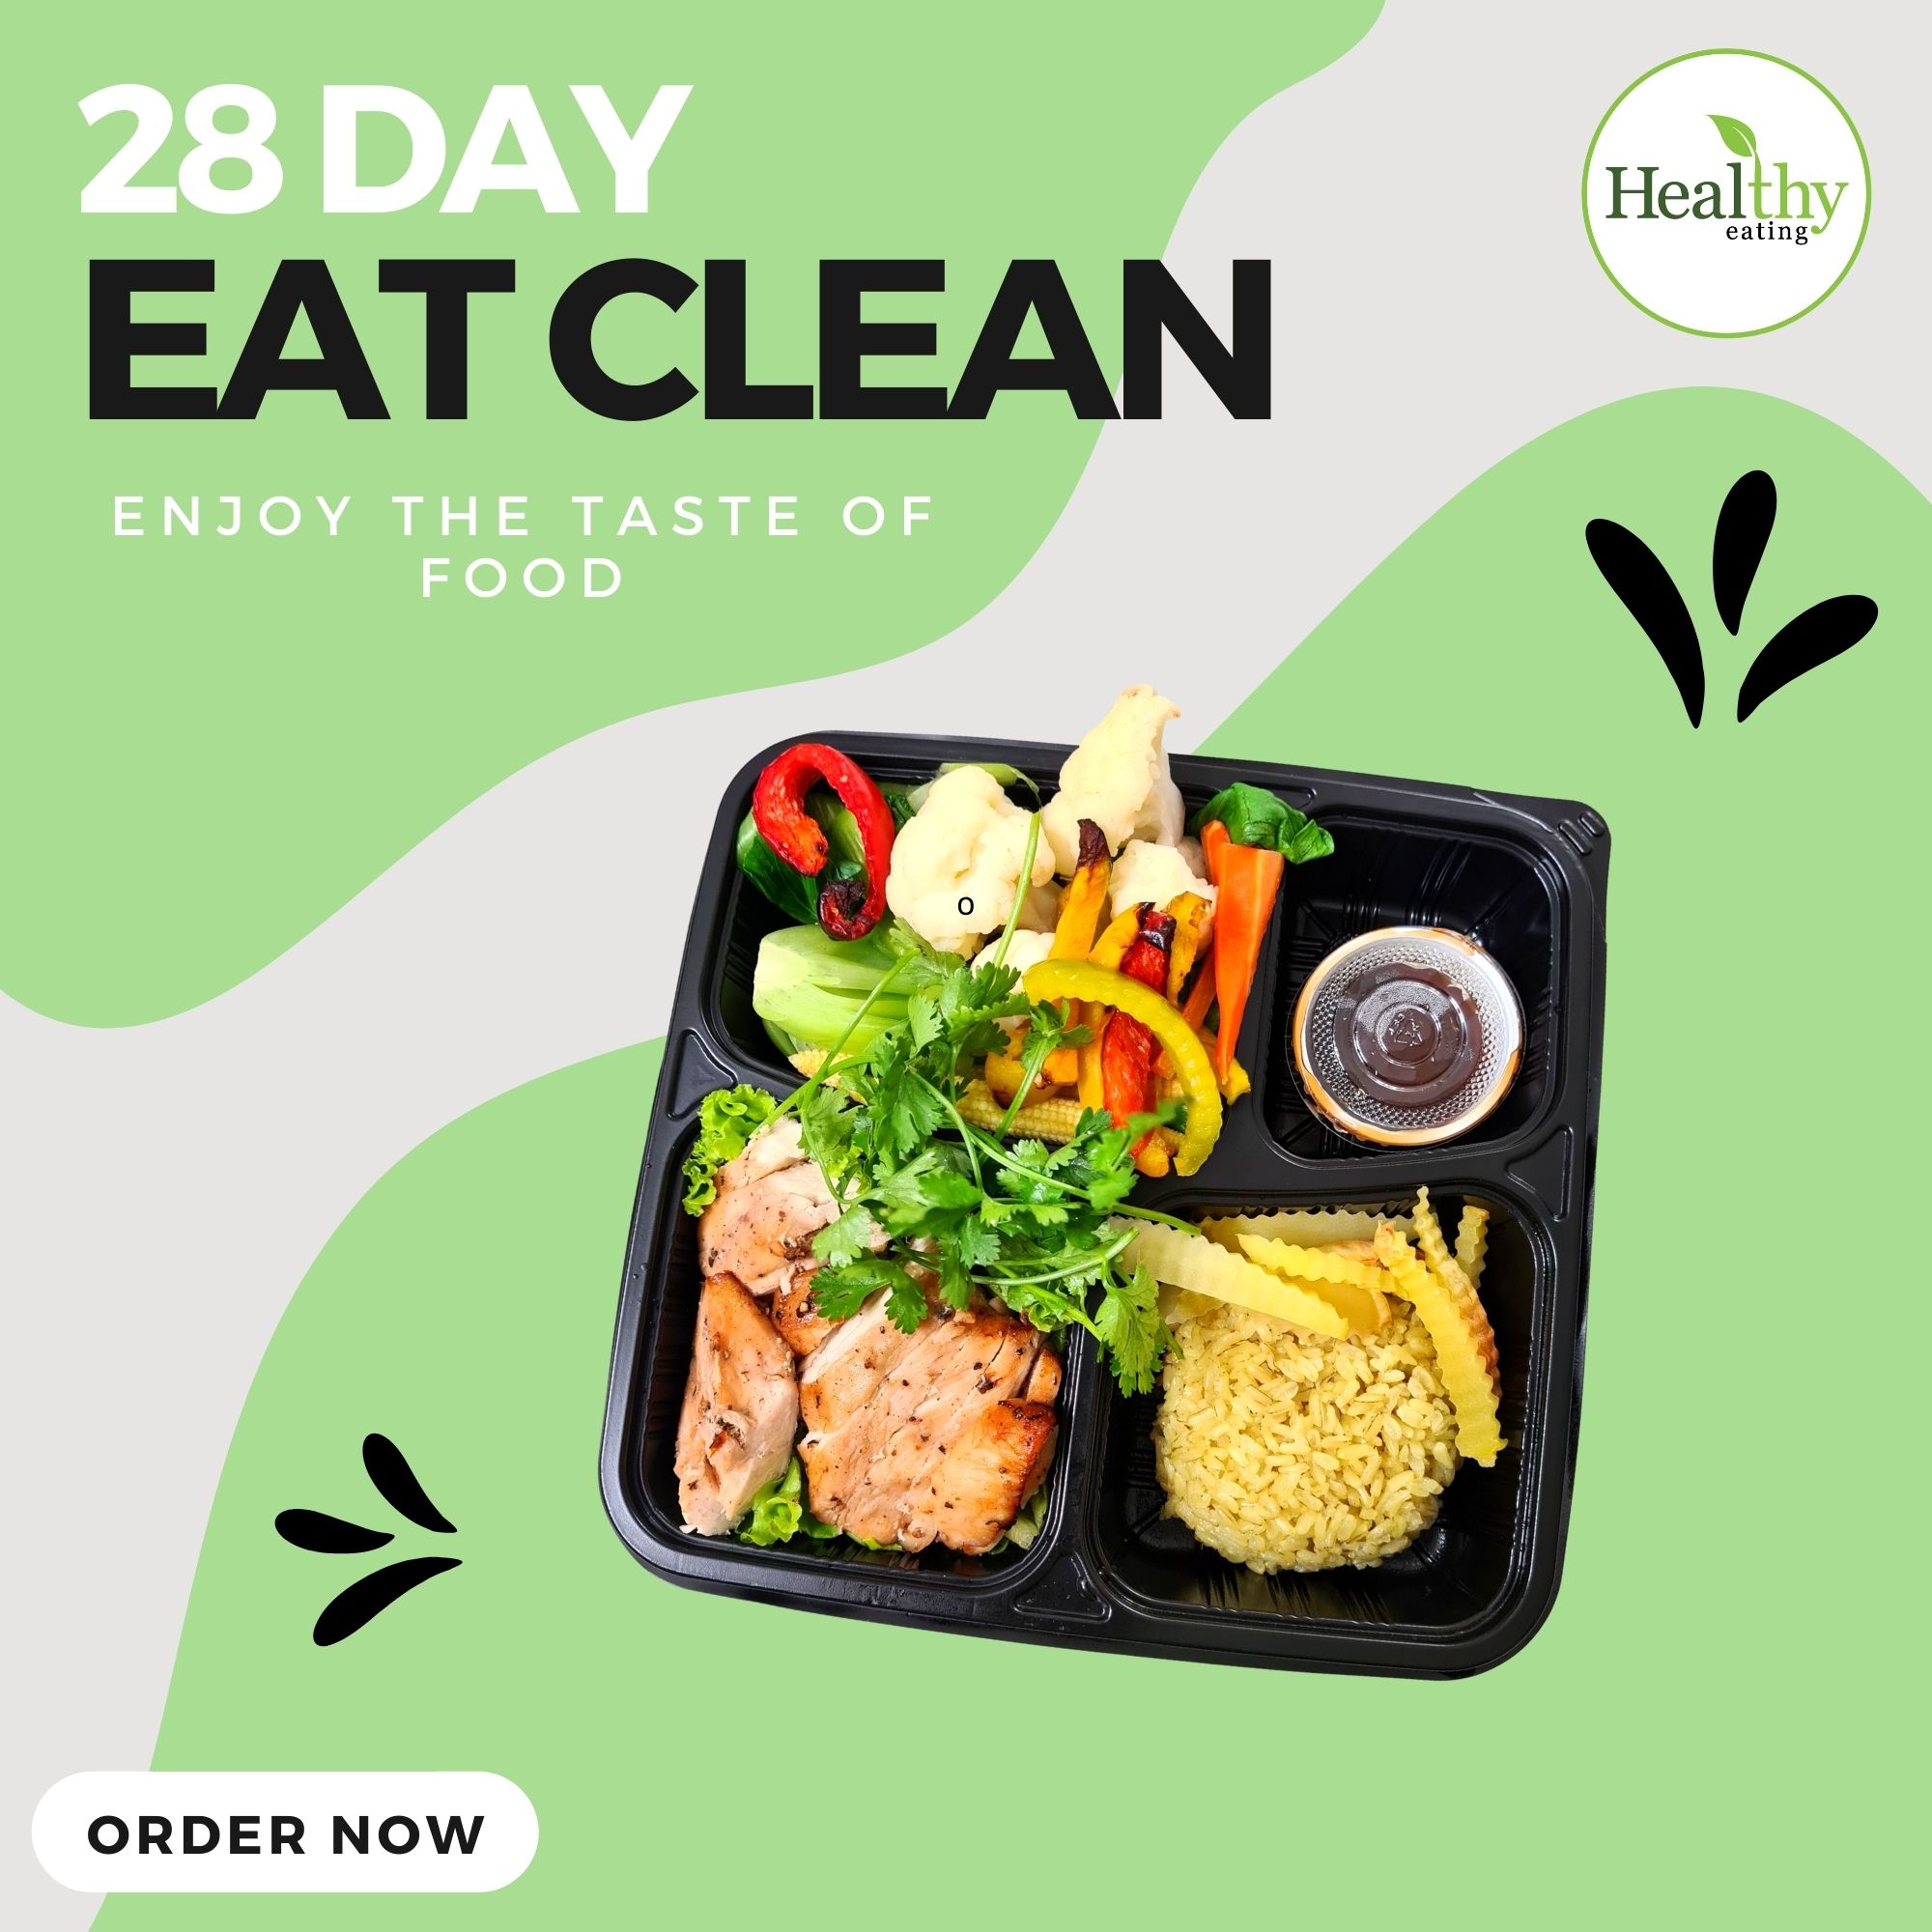 28 DAY
EAT CLEAN
Healthy
eating
ENJOY THE TASTE OF
FOOD
o
ORDER NOW